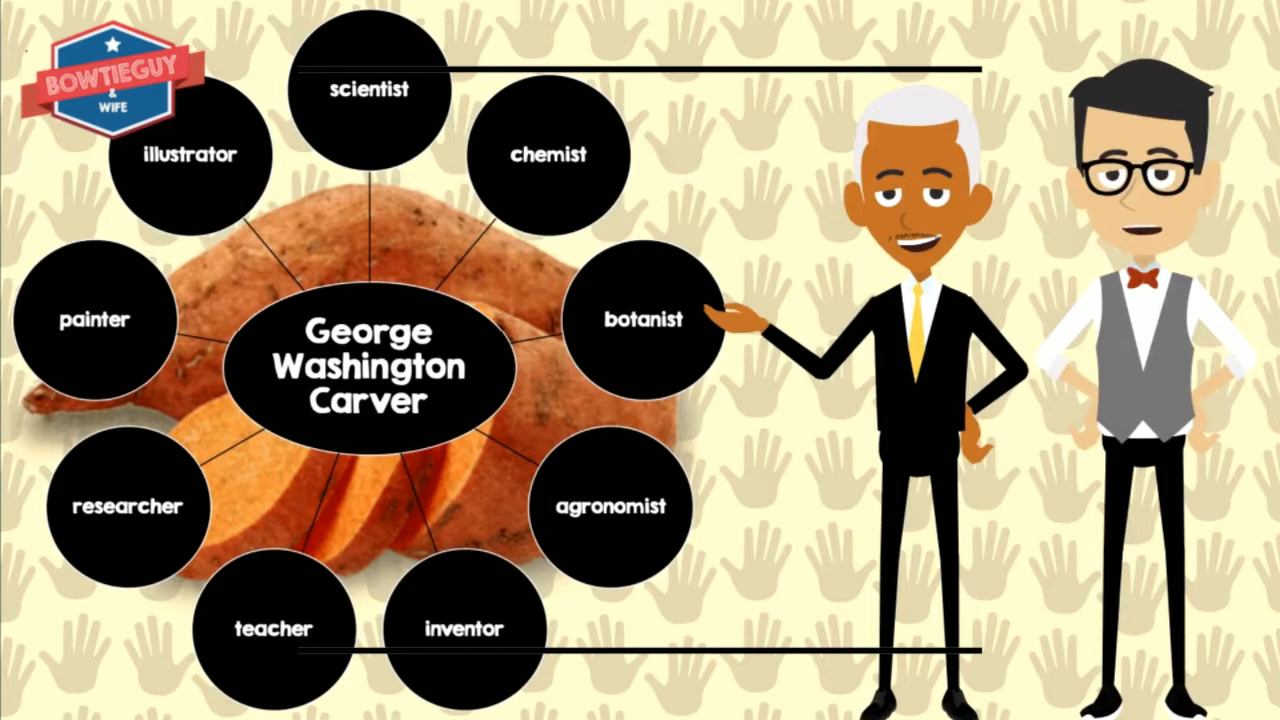 BOWTIEGUY
&
WIFE
scientist
illustrator
chemist
painter
George
Washington
Carver
botanist
researcher
agronomist
teacher
inventor